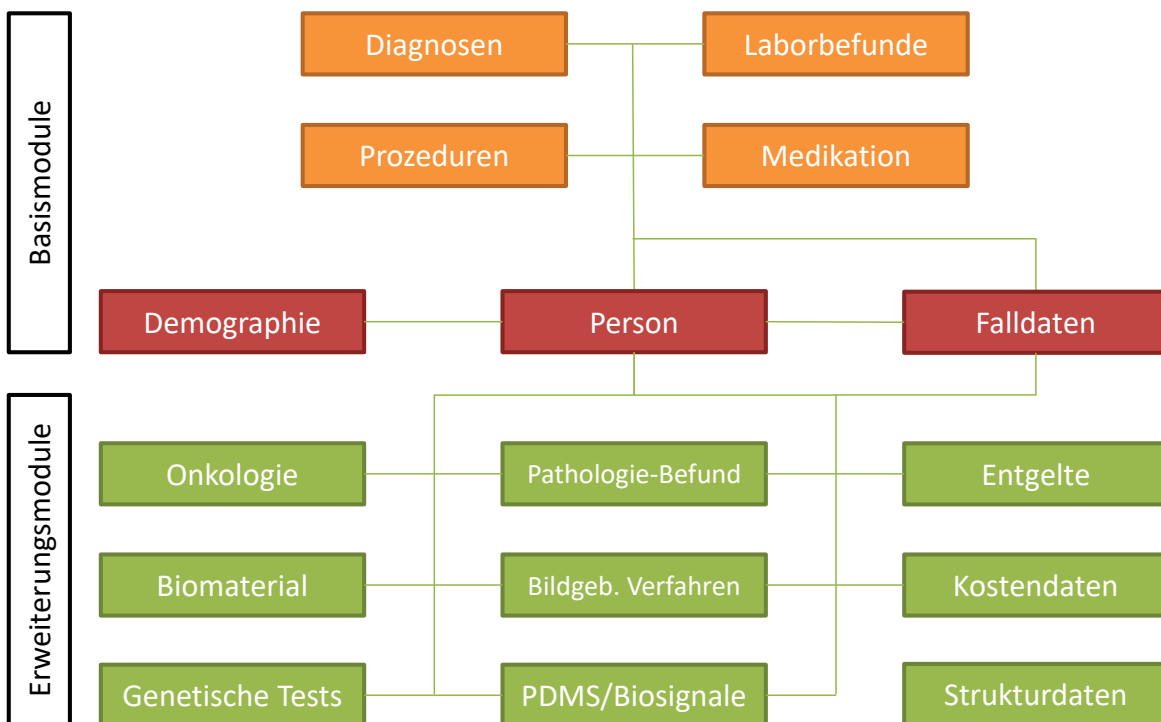 Basismodule
Diagnosen
Laborbefunde
Prozeduren
Medikation
Demographie
Person
Falldaten
Erweiterungsmodule
Onkologie
Pathologie-Befund
Entgelte
Biomaterial
Bildgeb. Verfahren
Kostendaten
Genetische Tests
PDMS/Biosignale
Strukturdaten